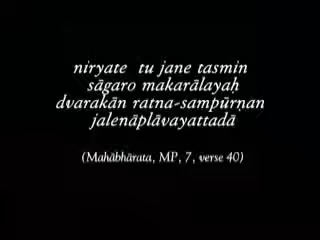 niryate tu jane tasmin
sāgaro makarālayaḥ
dvarakān ratna-sampūrṇan
jalenāplāvayattadā
(Mahābhārata, MP, 7, verse 40)